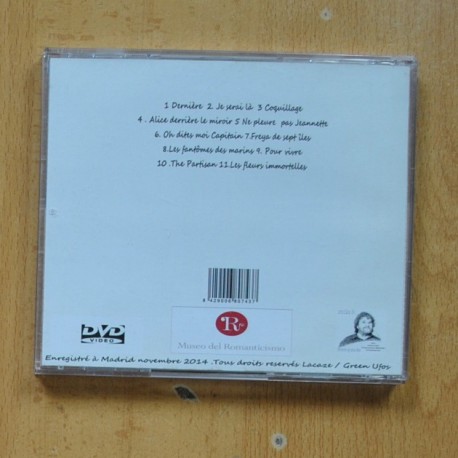 1 Dernière 2. Je serai là 3 Coquillage
4 . Alice derrière le miroir 5 Ne pleure pas Jeannette
6. Oh dites moi Capitain 7.Freya de sept îles
8.Les fantômes des marins 9. Pour vivre
10 .The Partisan 11.Les fleurs immortelles
R
Museo del Romanticismo
DVD
VIDEO
Enregistré à Madrid novembre 2014 .Tous droits reservés Lacaze / Green Ufos